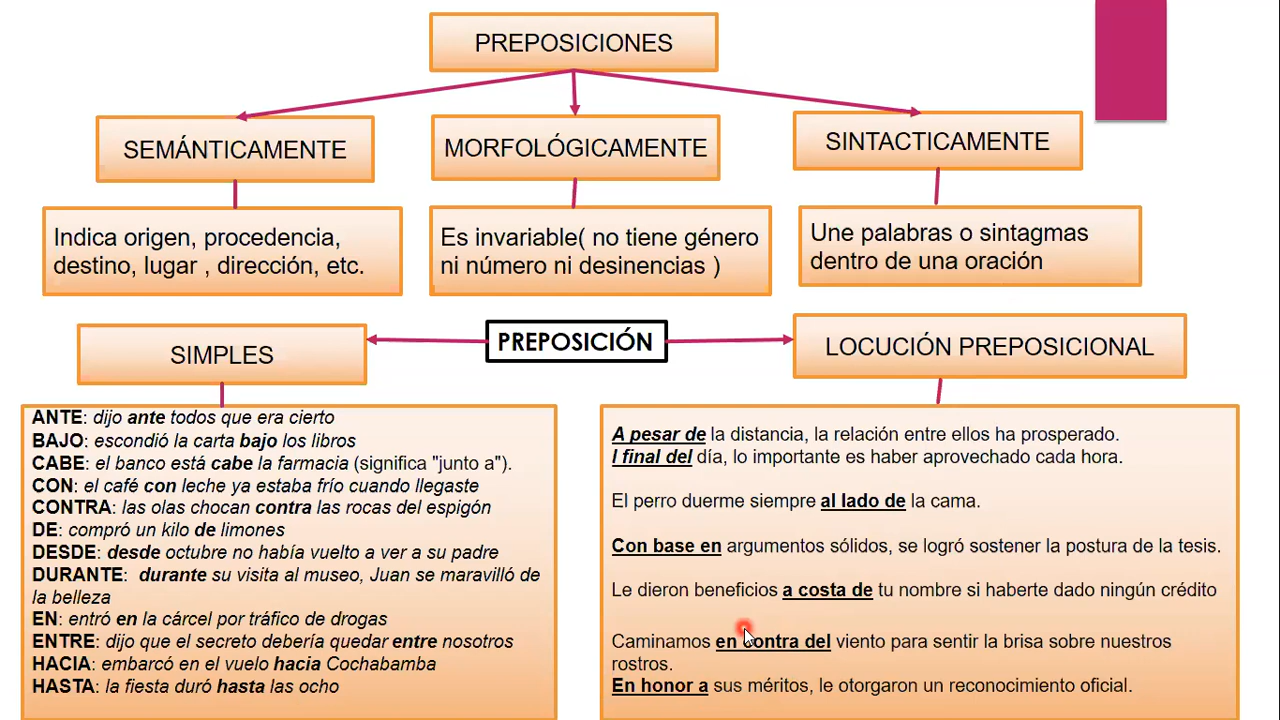 PREPOSICIONES
SEMÁNTICAMENTE
MORFOLÓGICAMENTE
SINTACTICAMENTE
Indica origen, procedencia,
destino, lugar , dirección, etc.
Es invariable( no tiene género
ni número ni desinencias )
Une palabras o sintagmas
dentro de una oración
PREPOSICIÓN
SIMPLES
LOCUCIÓN PREPOSICIONAL
ANTE: dijo ante todos que era cierto
BAJO: escondió la carta bajo los libros
CABE: el banco está cabe la farmacia (significa "junto a").
CON: el café con leche ya estaba frío cuando llegaste
CONTRA: las olas chocan contra las rocas del espigón
DE: compró un kilo de limones
DESDE: desde octubre no había vuelto a ver a su padre
DURANTE: durante su visita al museo, Juan se maravilló de
la belleza
EN: entró en la cárcel por tráfico de drogas
ENTRE: dijo que el secreto debería quedar entre nosotros
HACIA: embarcó en el vuelo hacia Cochabamba
HASTA: la fiesta duró hasta las ocho
A pesar de la distancia, la relación entre ellos ha prosperado.
l final del día, lo importante es haber aprovechado cada hora.
El perro duerme siempre al lado de la cama.
Con base en argumentos sólidos, se logró sostener la postura de la tesis.
Le dieron beneficios a costa de tu nombre si haberte dado ningún crédito
Caminamos en contra del viento para sentir la brisa sobre nuestros
rostros.
En honor a sus méritos, le otorgaron un reconocimiento oficial.